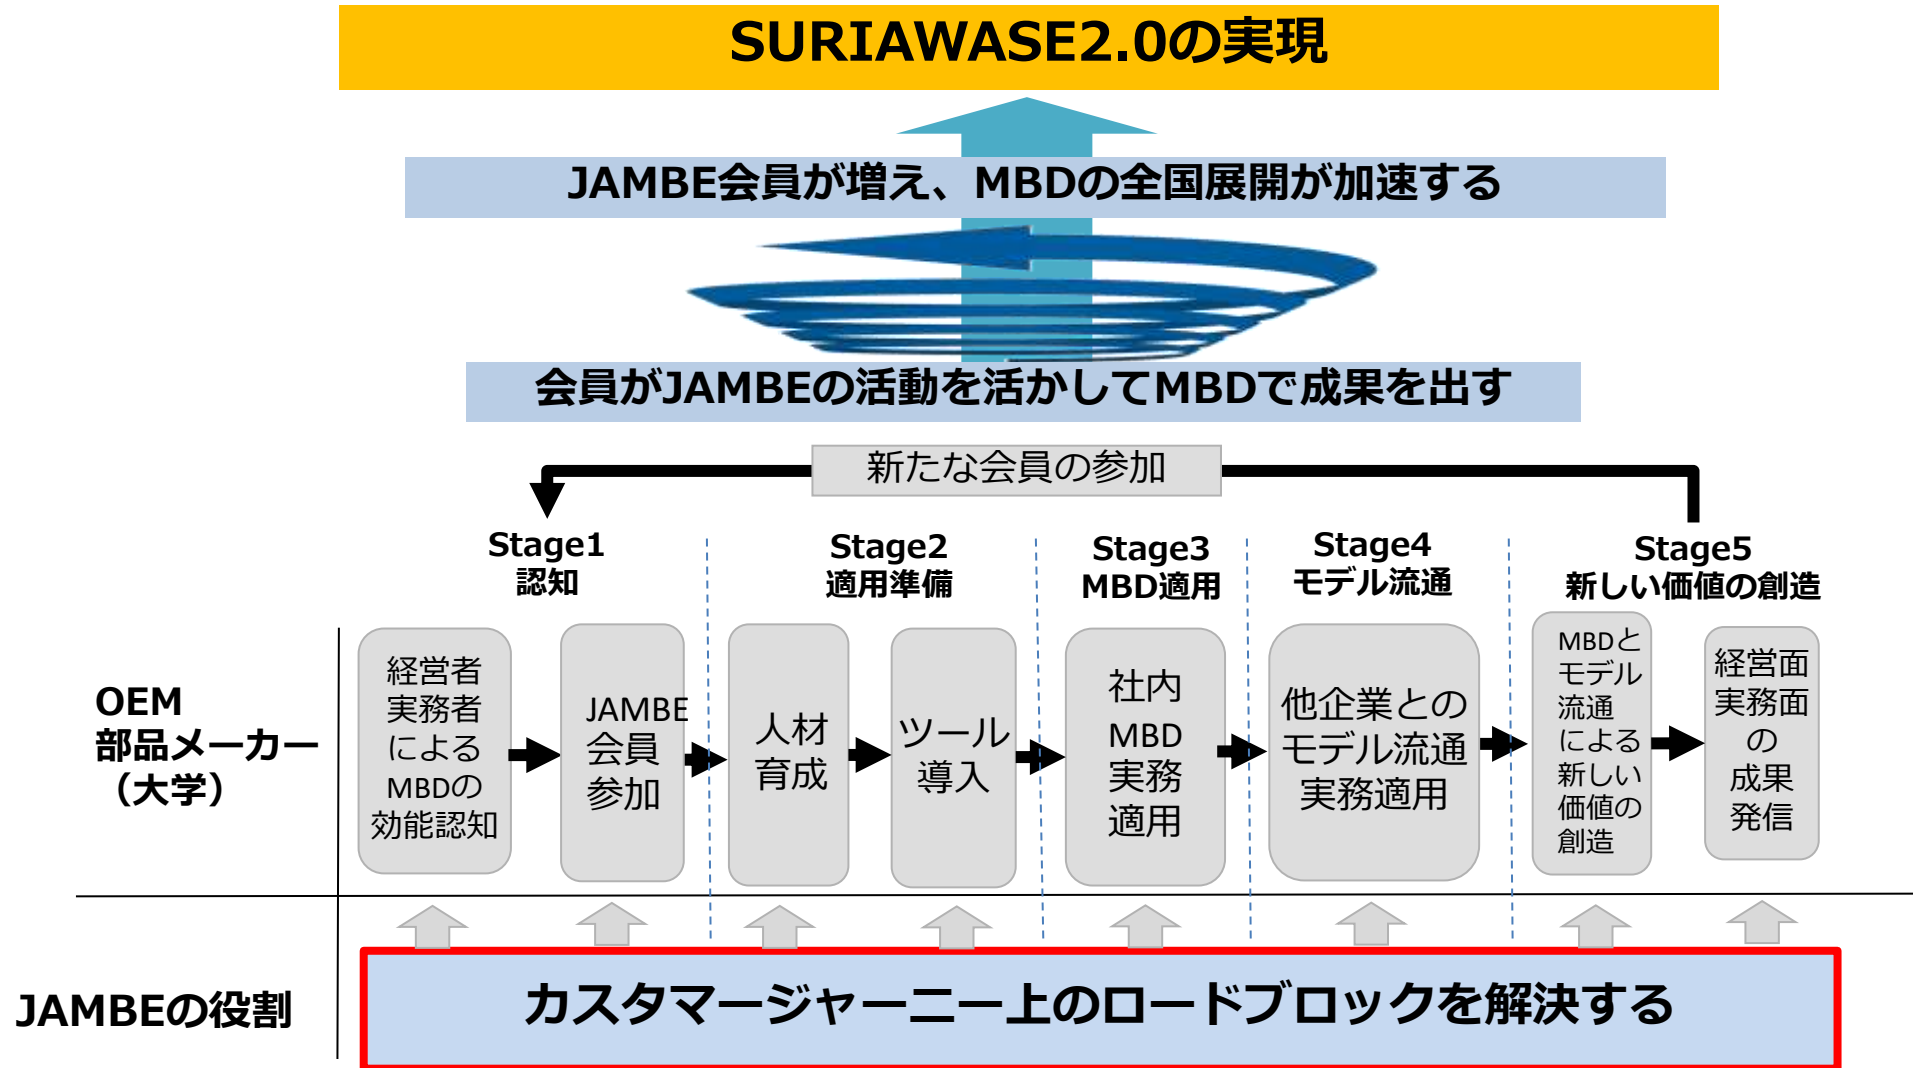 SURIAWASE2.0の実現
JAMBE会員が増え、MBDの全国展開が加速する
会員がJAMBEの活動を活かしてMBDで成果を出す
新たな会員の参加
Stage1
認知
Stage2
適用準備
Stage3
MBD適用
Stage4
モデル流通
Stage5
新しい価値の創造
OEM
部品メーカー
（大学）
経営者
実務者
による
MBDの
効能認知
JAMBE
会員
参加
人材
育成
ツール
導入
社内
MBD
実務
適用
他企業との
モデル流通
実務適用
MBDと
モデル
流通
による
新しい
価値の
創造
経営面
実務面
の
成果
発信
JAMBEの役割
カスタマージャーニー上のロードブロックを解決する